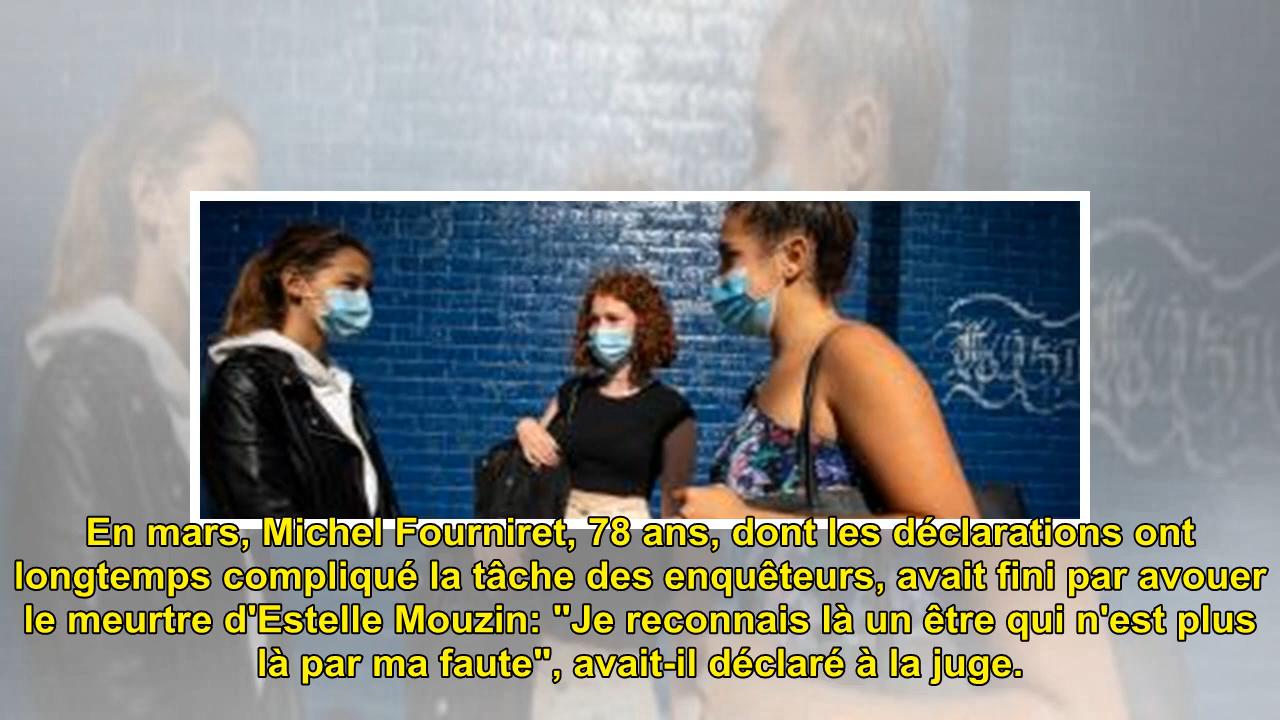 En mars, Michel Fourniret, 78 ans, dont les déclarations ont
longtemps compliqué la tâche des enquêteurs, avait fini par avouer
le meurtre d'Estelle Mouzin: "Je reconnais là un être qui n'est plus
là par ma faute", avait-il déclaré à la juge.